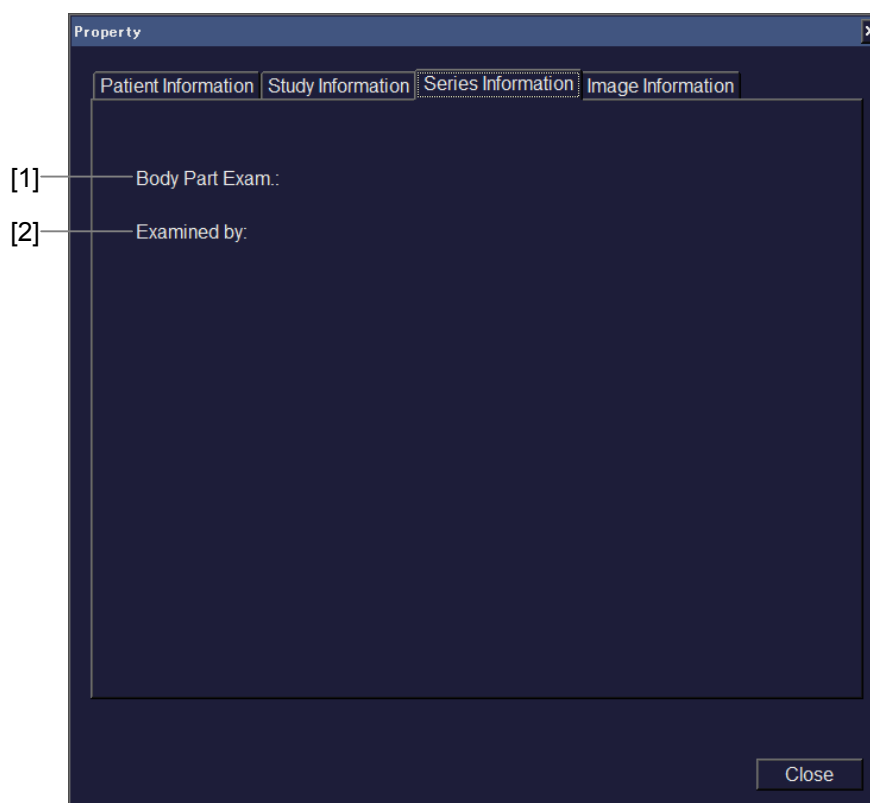 Property
Patient Information Study Information Series Information Image Information
[1] Body Part Exam.:
[2] Examined by:
Close